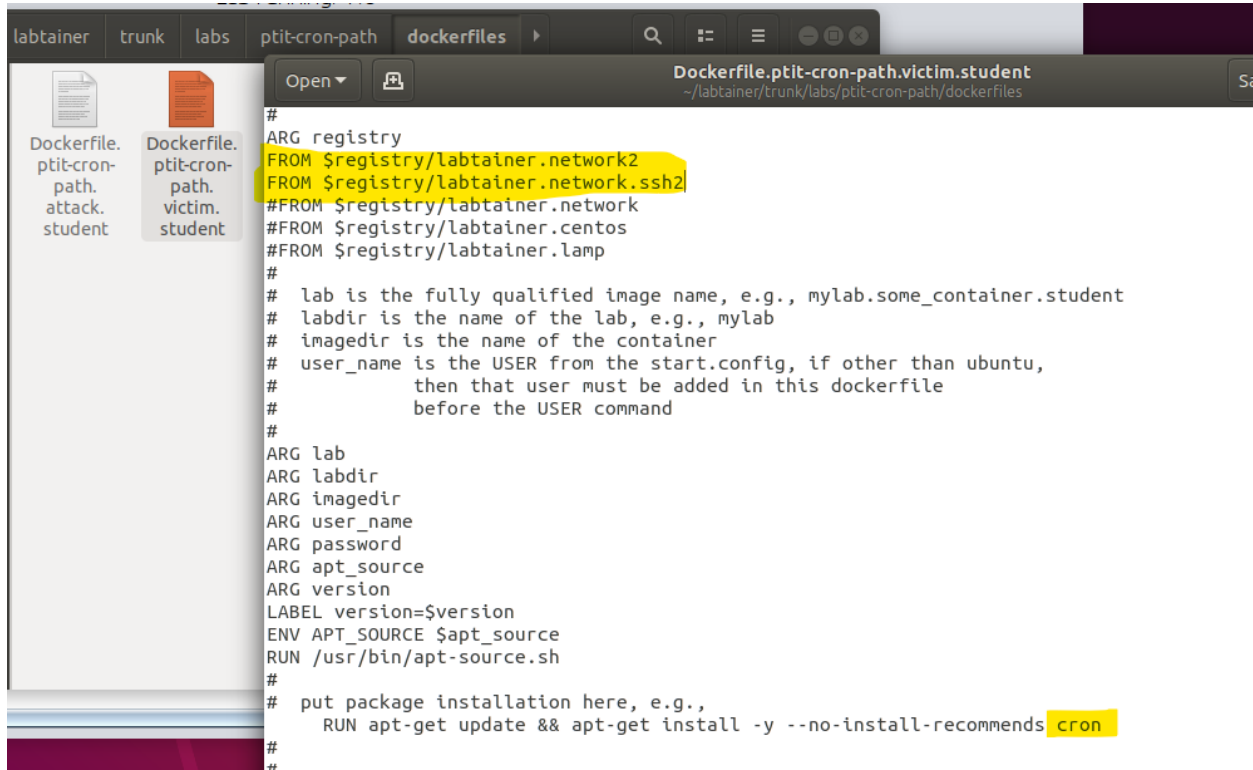 labtainer trunk labs ptit-cron-path dockerfiles
Open
Dockerfile.ptit-cron-path.victim.student
~/labtainer/trunk/labs/ptit-cron-path/dockerfiles
Dockerfile.
ptit-cron-
path.
attack.
student
Dockerfile.
ptit-cron-
path.
victim.
student
#
ARG registry
FROM $registry/labtainer.network2
FROM $registry/labtainer.network.ssh2
#FROM $registry/labtainer.network
#FROM $registry/labtainer.centos
#FROM $registry/labtainer.lamp
#
#  lab is the fully qualified image name, e.g., mylab.some_container.student
#  labdir is the name of the lab, e.g., mylab
#  imagedir is the name of the container
#  user_name is the USER from the start.config, if other than ubuntu,
#            then that user must be added in this dockerfile
#            before the USER command
#
ARG lab
ARG labdir
ARG imagedir
ARG user_name
ARG password
ARG apt_source
ARG version
LABEL version=$version
ENV APT_SOURCE $apt_source
RUN /usr/bin/apt-source.sh
#
#  put package installation here, e.g.,
     RUN apt-get update && apt-get install -y --no-install-recommends cron
#
#